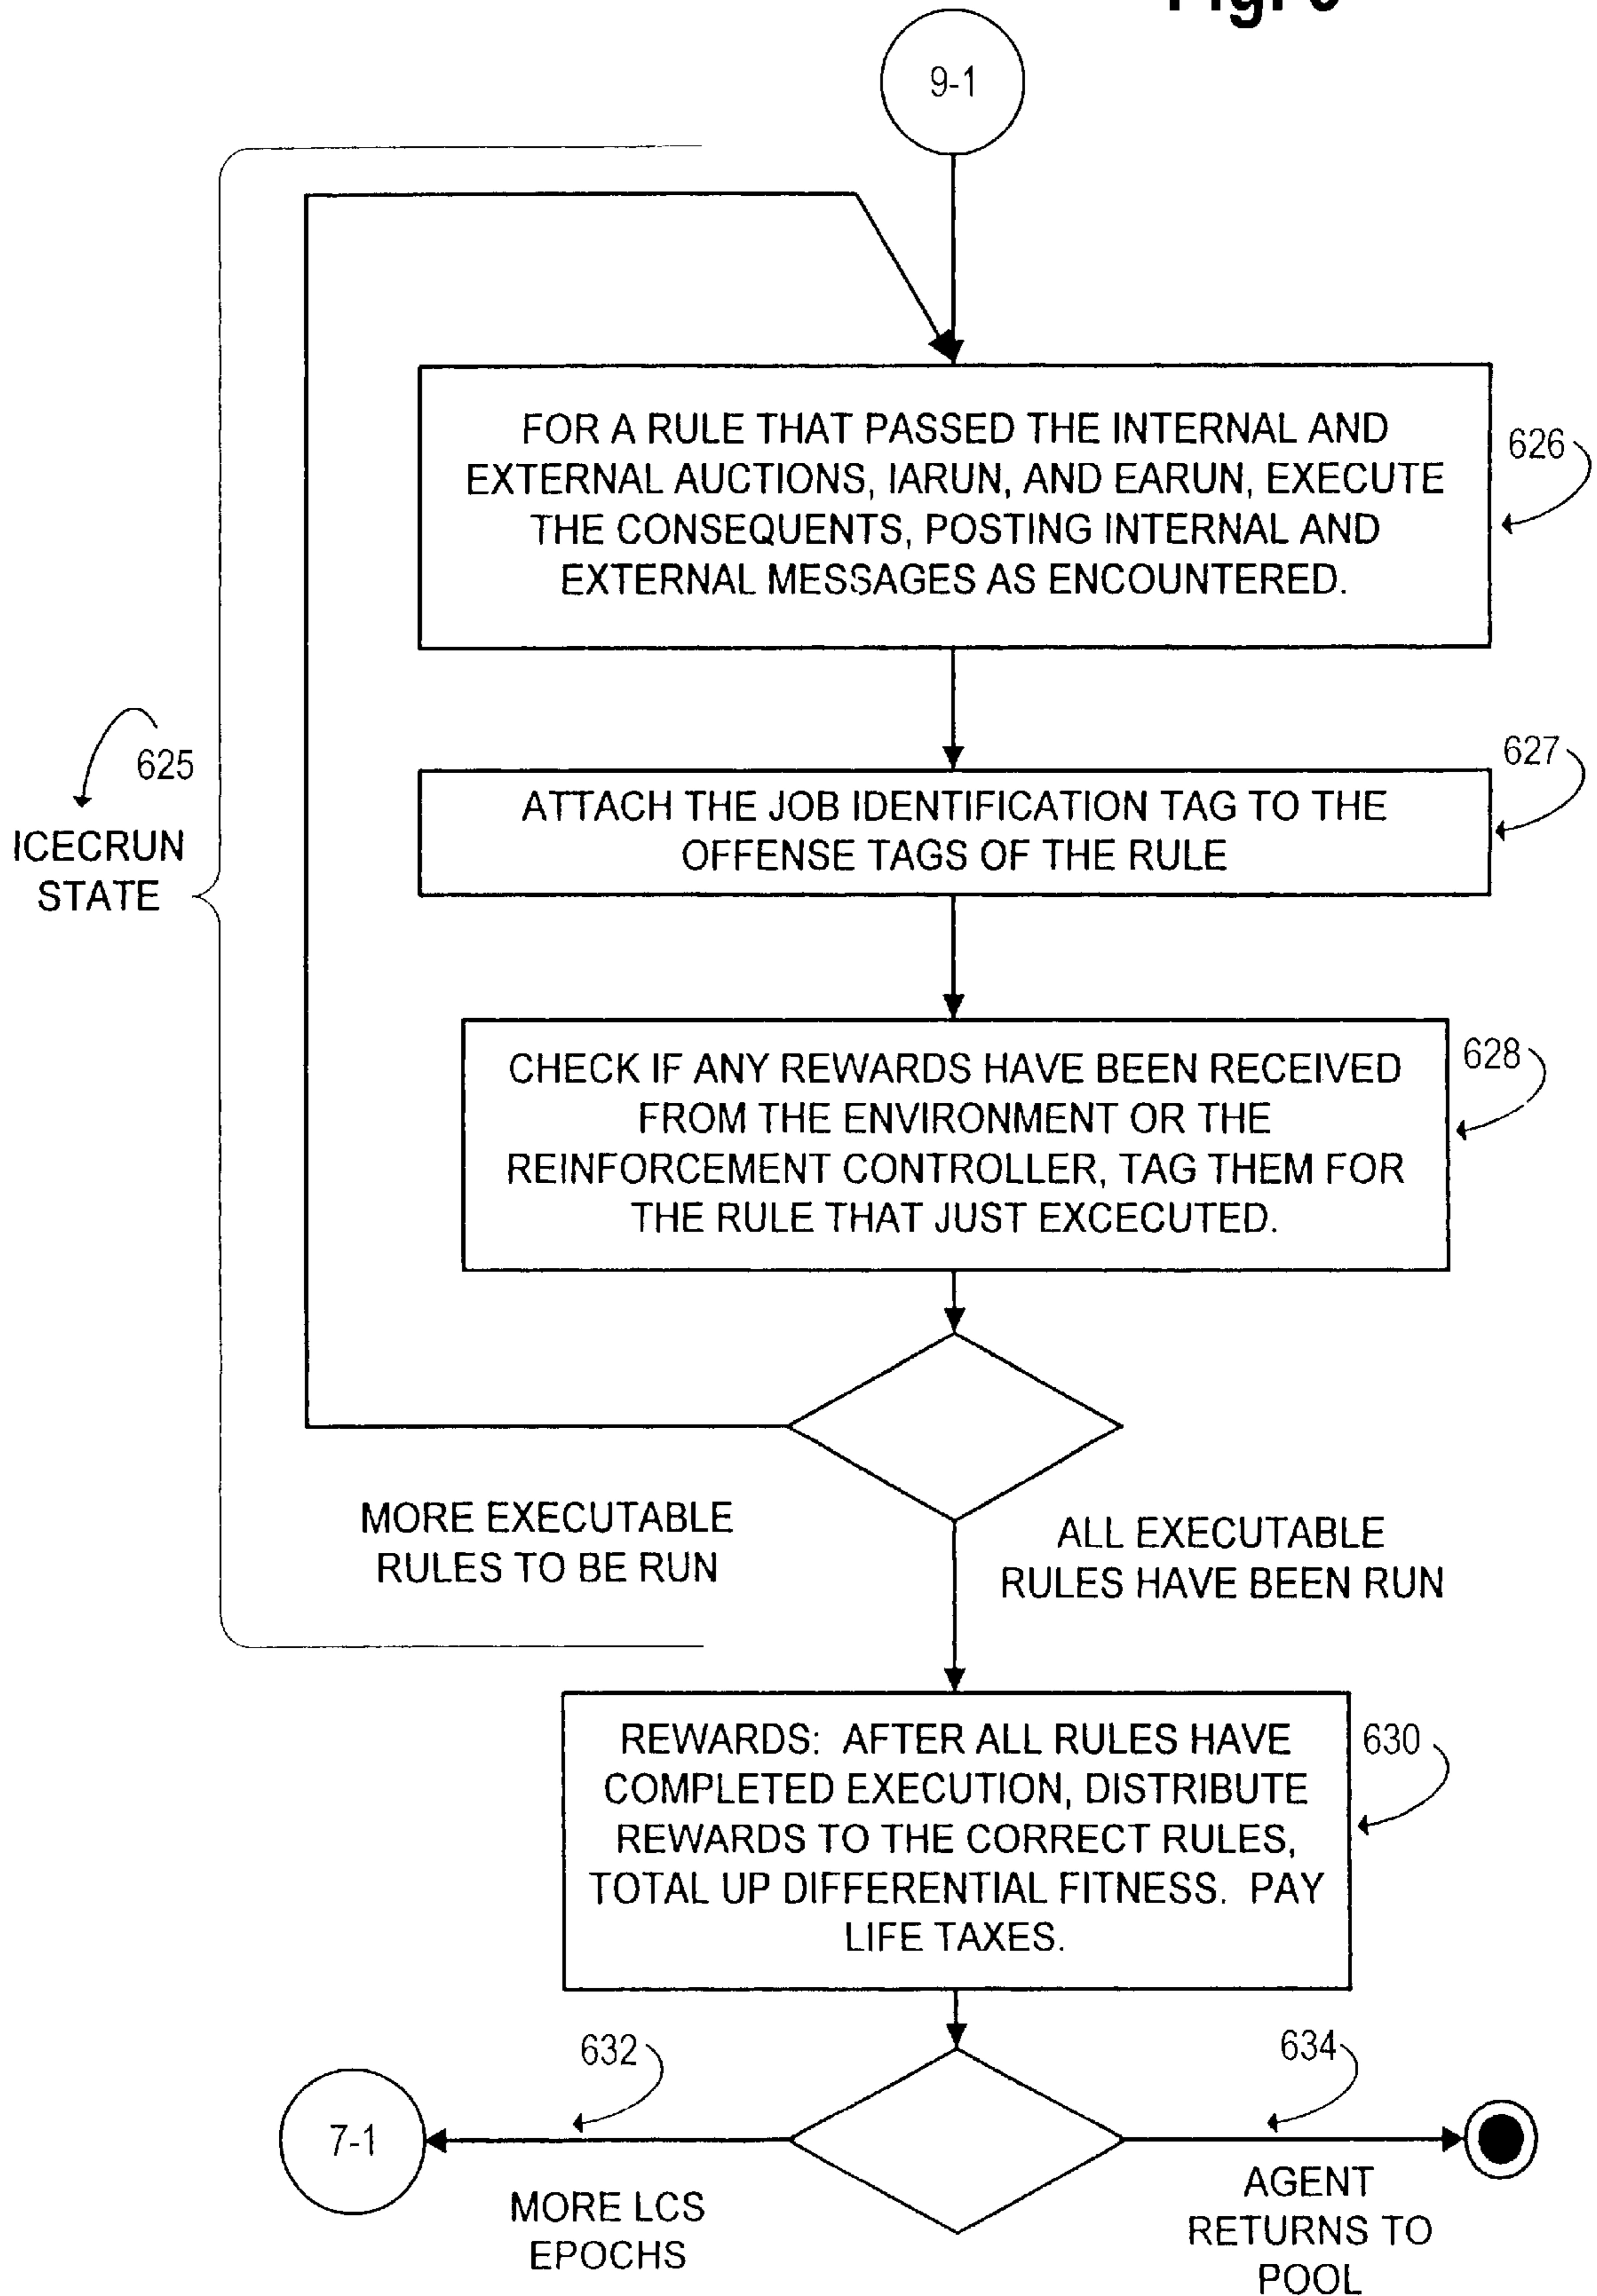 9-1
FOR A RULE THAT PASSED THE INTERNAL AND
EXTERNAL AUCTIONS, IARUN, AND EARUN, EXECUTE
THE CONSEQUENTS, POSTING INTERNAL AND
EXTERNAL MESSAGES AS ENCOUNTERED.
626
625
ICECRUN
STATE
627
ATTACH THE JOB IDENTIFICATION TAG TO THE
OFFENSE TAGS OF THE RULE
628
CHECK IF ANY REWARDS HAVE BEEN RECEIVED
FROM THE ENVIRONMENT OR THE
REINFORCEMENT CONTROLLER, TAG THEM FOR
THE RULE THAT JUST EXCECUTED.
MORE EXECUTABLE
RULES TO BE RUN
ALL EXECUTABLE
RULES HAVE BEEN RUN
REWARDS: AFTER ALL RULES HAVE
COMPLETED EXECUTION, DISTRIBUTE
REWARDS TO THE CORRECT RULES,
TOTAL UP DIFFERENTIAL FITNESS. PAY
LIFE TAXES.
630
632
634
7-1
MORE LCS
EPOCHS
AGENT
RETURNS TO
POOL